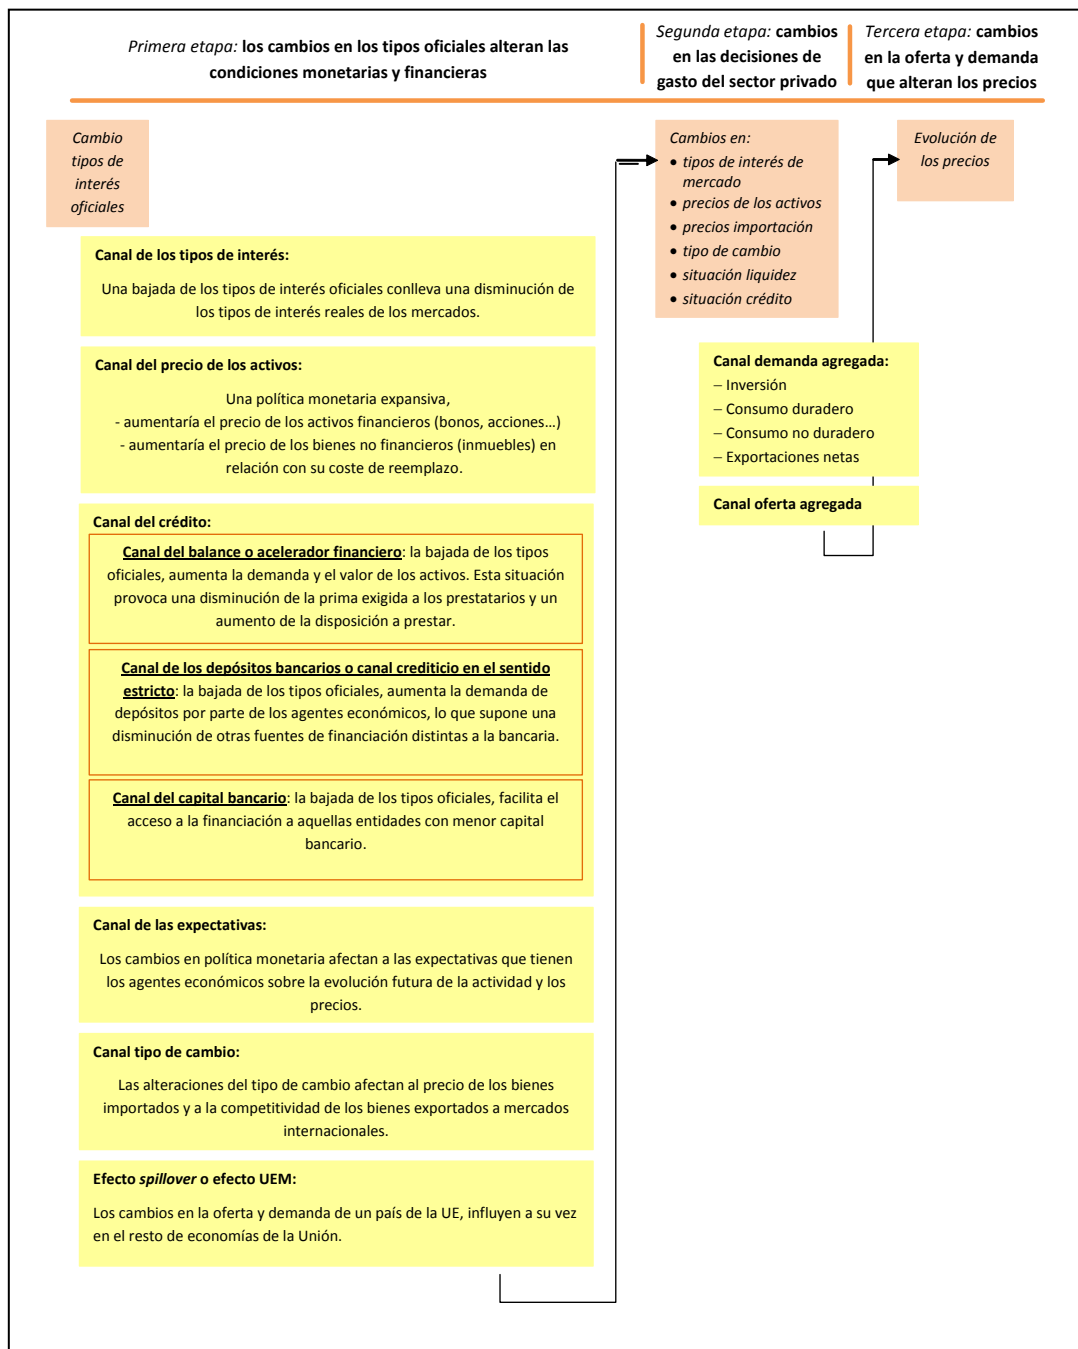 Primera etapa: los cambios en los tipos oficiales alteran las
condiciones monetarias y financieras
Segunda etapa: cambios
en las decisiones de
gasto del sector privado
Tercera etapa: cambios
en la oferta y demanda
que alteran los precios
Cambio
tipos de
interés
oficiales
Canal de los tipos de interés:
Una bajada de los tipos de interés oficiales conlleva una disminución de
los tipos de interés reales de los mercados.
Canal del precio de los activos:
Una política monetaria expansiva,
- aumentaría el precio de los activos financieros (bonos, acciones...)
- aumentaría el precio de los bienes no financieros (inmuebles) en
relación con su coste de reemplazo.
Canal del crédito:
Canal del balance o acelerador financiero: la bajada de los tipos
oficiales, aumenta la demanda y el valor de los activos. Esta situación
provoca una disminución de la prima exigida a los prestatarios y un
aumento de la disposición a prestar.
Canal de los depósitos bancarios o canal crediticio en el sentido
estricto: la bajada de los tipos oficiales, aumenta la demanda de
depósitos por parte de los agentes económicos, lo que supone una
disminución de otras fuentes de financiación distintas a la bancaria.
Canal del capital bancario: la bajada de los tipos oficiales, facilita el
acceso a la financiación a aquellas entidades con menor capital
bancario.
Canal de las expectativas:
Los cambios en política monetaria afectan a las expectativas que tienen
los agentes económicos sobre la evolución futura de la actividad y los
precios.
Canal tipo de cambio:
Las alteraciones del tipo de cambio afectan al precio de los bienes
importados y a la competitividad de los bienes exportados a mercados
internacionales.
Efecto spillover o efecto UEM:
Los cambios en la oferta y demanda de un país de la UE, influyen a su vez
en el resto de economías de la Unión.
Cambios en:
• tipos de interés de
mercado
• precios de los activos
• precios importación
• tipo de cambio
• situación liquidez
• situación crédito
Canal demanda agregada:
– Inversión
– Consumo duradero
– Consumo no duradero
– Exportaciones netas
Canal oferta agregada
Evolución de
los precios